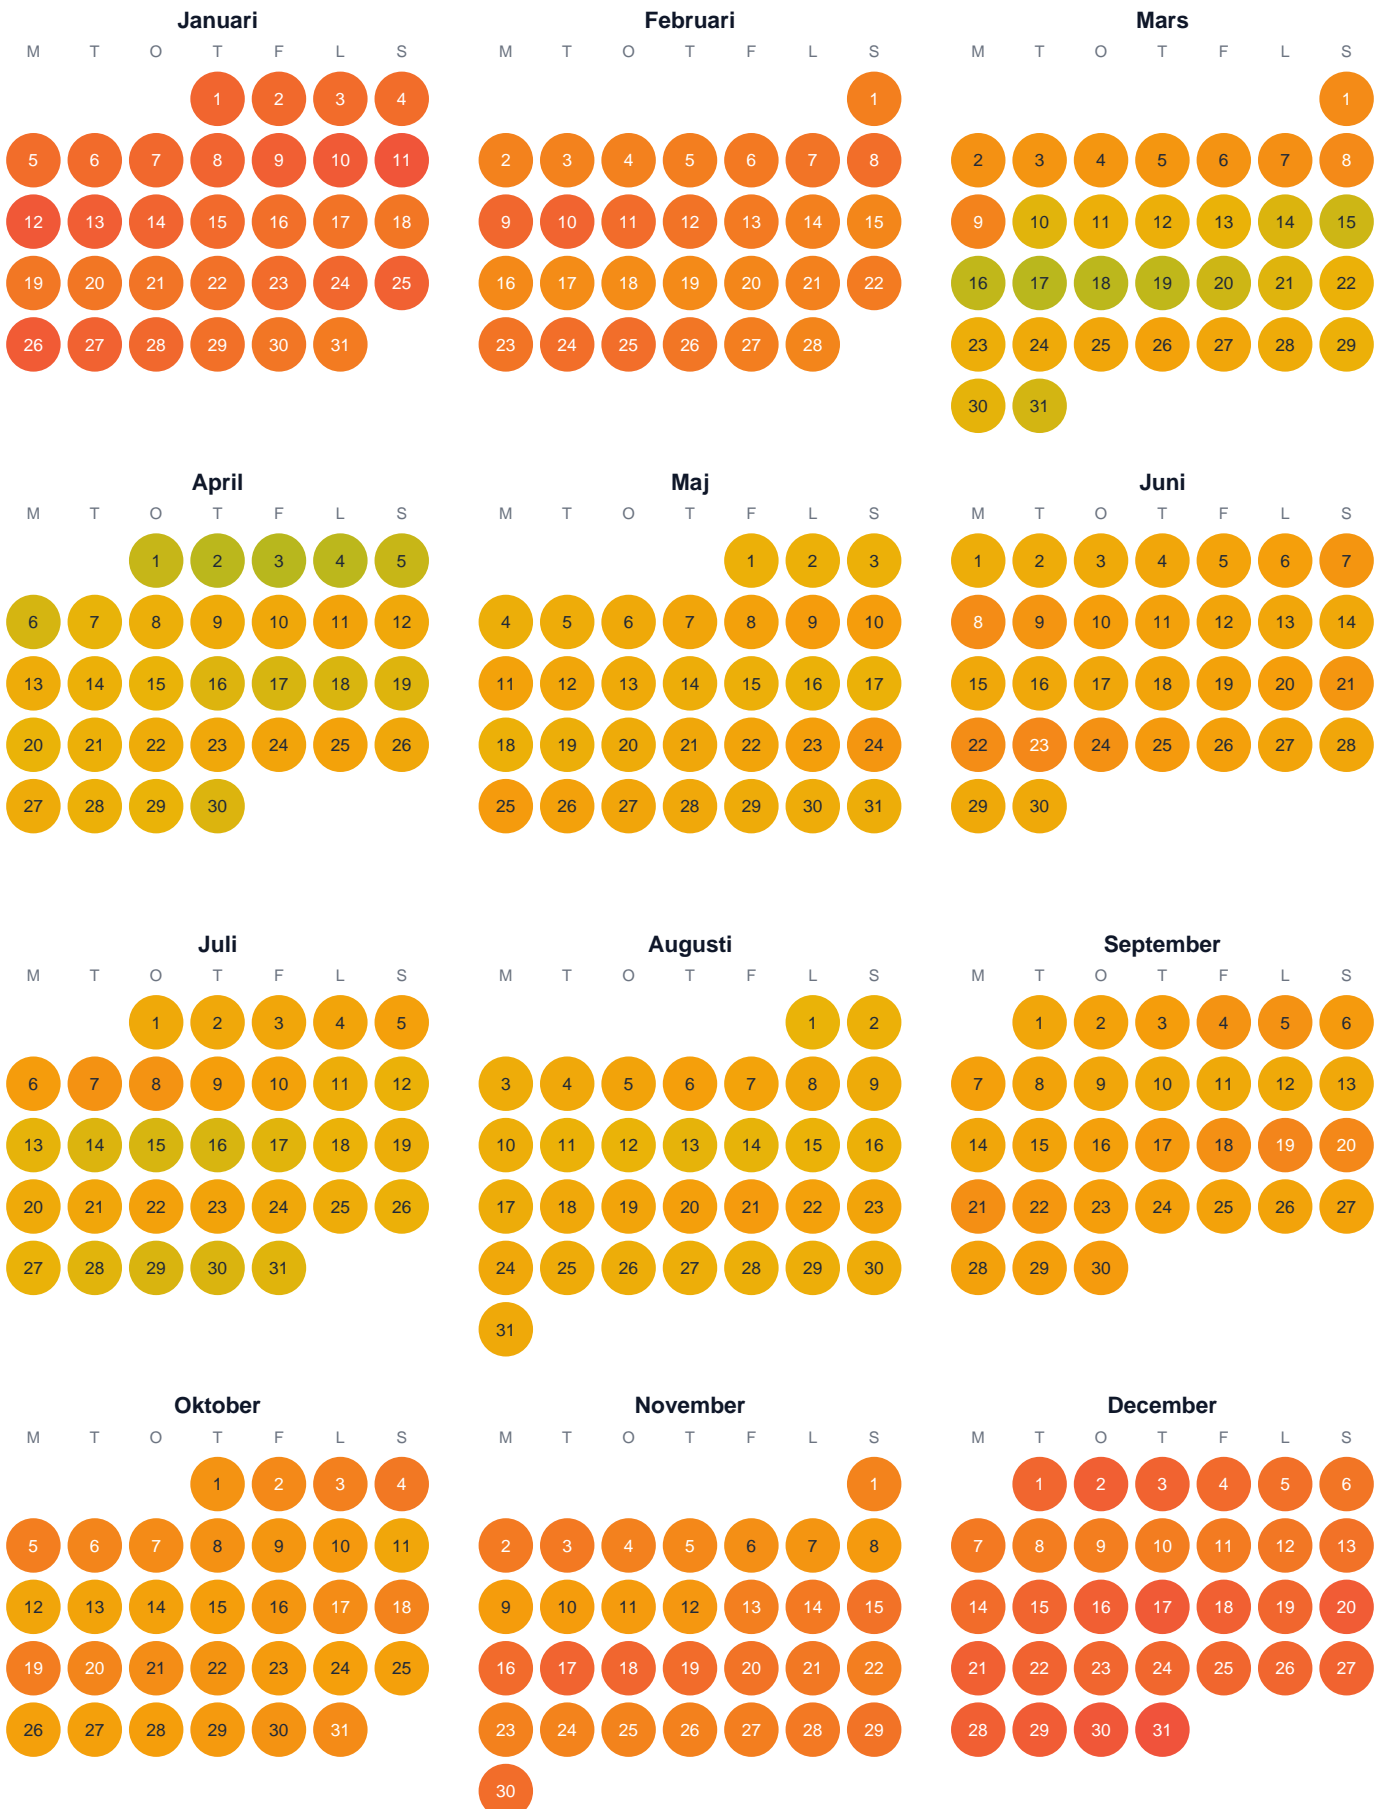 Januari
M T O T F L S
1 2 3 4
5 6 7 8 9 10 11
12 13 14 15 16 17 18
19 20 21 22 23 24 25
26 27 28 29 30 31
Februari
M T O T F L S
1
2 3 4 5 6 7 8
9 10 11 12 13 14 15
16 17 18 19 20 21 22
23 24 25 26 27 28
Mars
M T O T F L S
1
2 3 4 5 6 7 8
9 10 11 12 13 14 15
16 17 18 19 20 21 22
23 24 25 26 27 28 29
30 31
April
M T O T F L S
1 2 3 4 5
6 7 8 9 10 11 12
13 14 15 16 17 18 19
20 21 22 23 24 25 26
27 28 29 30
Maj
M T O T F L S
1 2 3
4 5 6 7 8 9 10
11 12 13 14 15 16 17
18 19 20 21 22 23 24
25 26 27 28 29 30 31
Juni
M T O T F L S
1 2 3 4 5 6 7
8 9 10 11 12 13 14
15 16 17 18 19 20 21
22 23 24 25 26 27 28
29 30
Juli
M T O T F L S
1 2 3 4 5
6 7 8 9 10 11 12
13 14 15 16 17 18 19
20 21 22 23 24 25 26
27 28 29 30 31
Augusti
M T O T F L S
1 2
3 4 5 6 7 8 9
10 11 12 13 14 15 16
17 18 19 20 21 22 23
24 25 26 27 28 29 30
31
September
M T O T F L S
1 2 3 4 5 6
7 8 9 10 11 12 13
14 15 16 17 18 19 20
21 22 23 24 25 26 27
28 29 30
Oktober
M T O T F L S
1 2 3 4
5 6 7 8 9 10 11
12 13 14 15 16 17 18
19 20 21 22 23 24 25
26 27 28 29 30 31
November
M T O T F L S
1
2 3 4 5 6 7 8
9 10 11 12 13 14 15
16 17 18 19 20 21 22
23 24 25 26 27 28 29
30
December
M T O T F L S
1 2 3 4 5 6
7 8 9 10 11 12 13
14 15 16 17 18 19 20
21 22 23 24 25 26 27
28 29 30 31